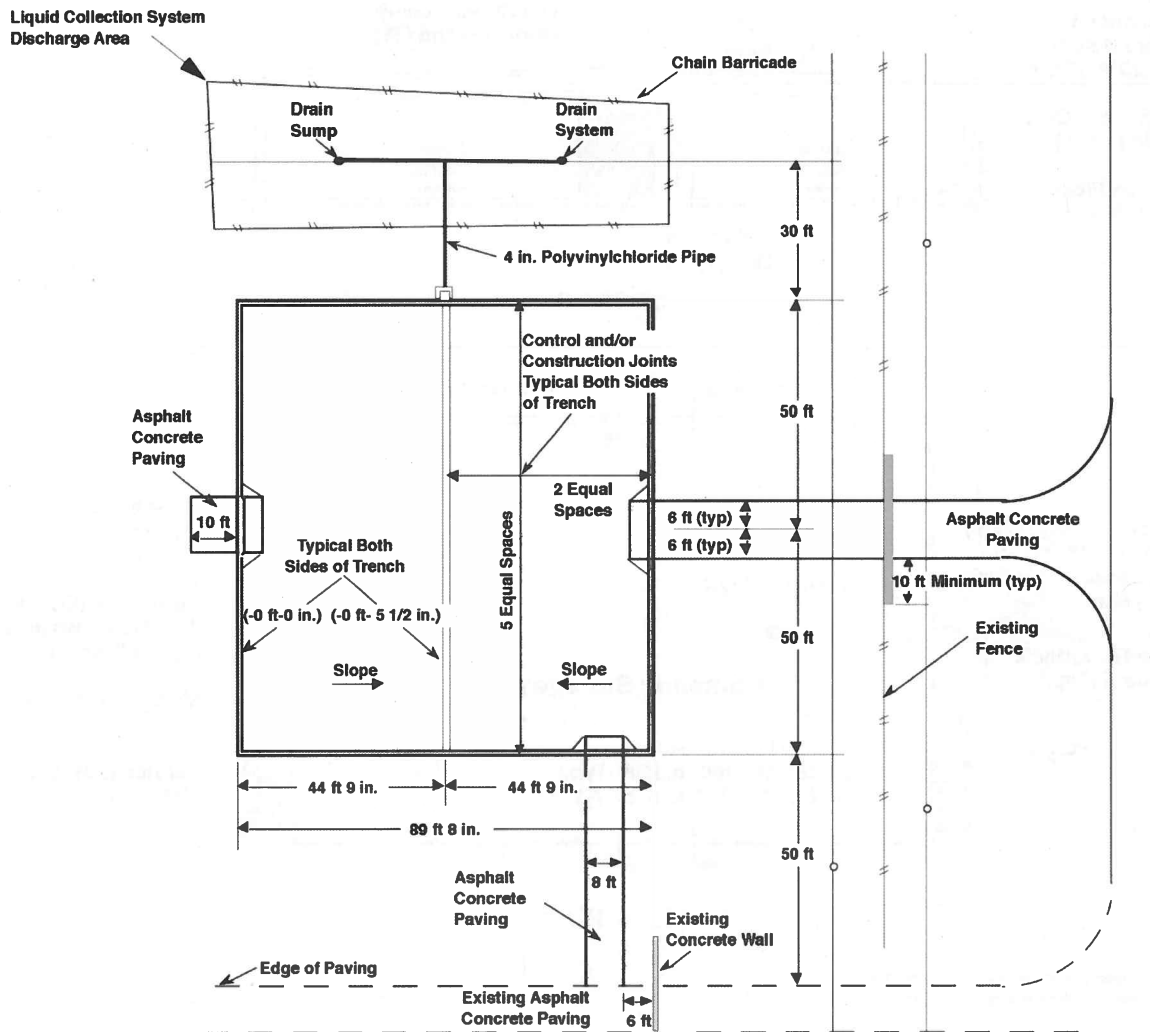 Liquid Collection System
Discharge Area
Chain Barricade
Drain
Sump
Drain
System
30 ft
4 in. Polyvinylchloride Pipe
Control and/or
Construction Joints
Typical Both Sides
of Trench
50 ft
Asphalt
Concrete
Paving
2 Equal
Spaces
10 ft
6 ft (typ)
6 ft (typ)
Asphalt Concrete
Paving
Typical Both
Sides of Trench
5 Equal Spaces
10 ft Minimum (typ)
(-0 ft-0 in.) (-0 ft- 5 1/2 in.)
50 ft
Existing
Fence
Slope
Slope
44 ft 9 in.
44 ft 9 in.
89 ft 8 in.
50 ft
8 ft
Asphalt
Concrete
Paving
Existing
Concrete Wall
Edge of Paving
Existing Asphalt
Concrete Paving
6 ft